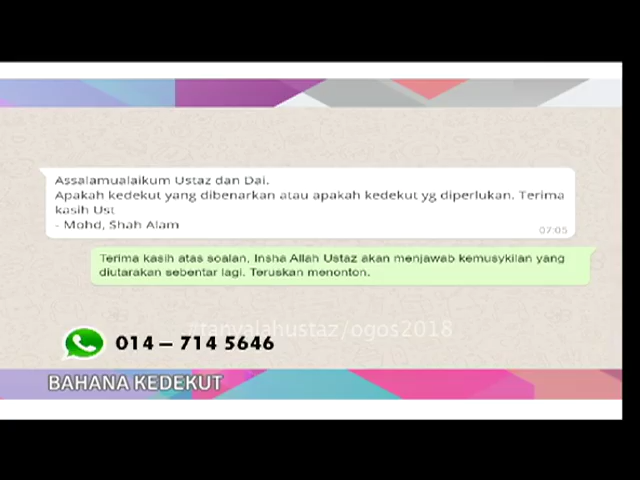 Assalamualaikum Ustaz dan Dai.
Apakah kedekut yang dibenarkan atau apakah kedekut yg diperlukan. Terima
kasih Ust
- Mohd, Shah Alam
07:05
Terima kasih atas soalan, Insha Allah Ustaz akan menjawab kemusykilan yang
diutarakan sebentar lagi. Teruskan menonton.
#tanyalahustaz/ogos2018
014 – 714 5646
BAHANA KEDEKUT